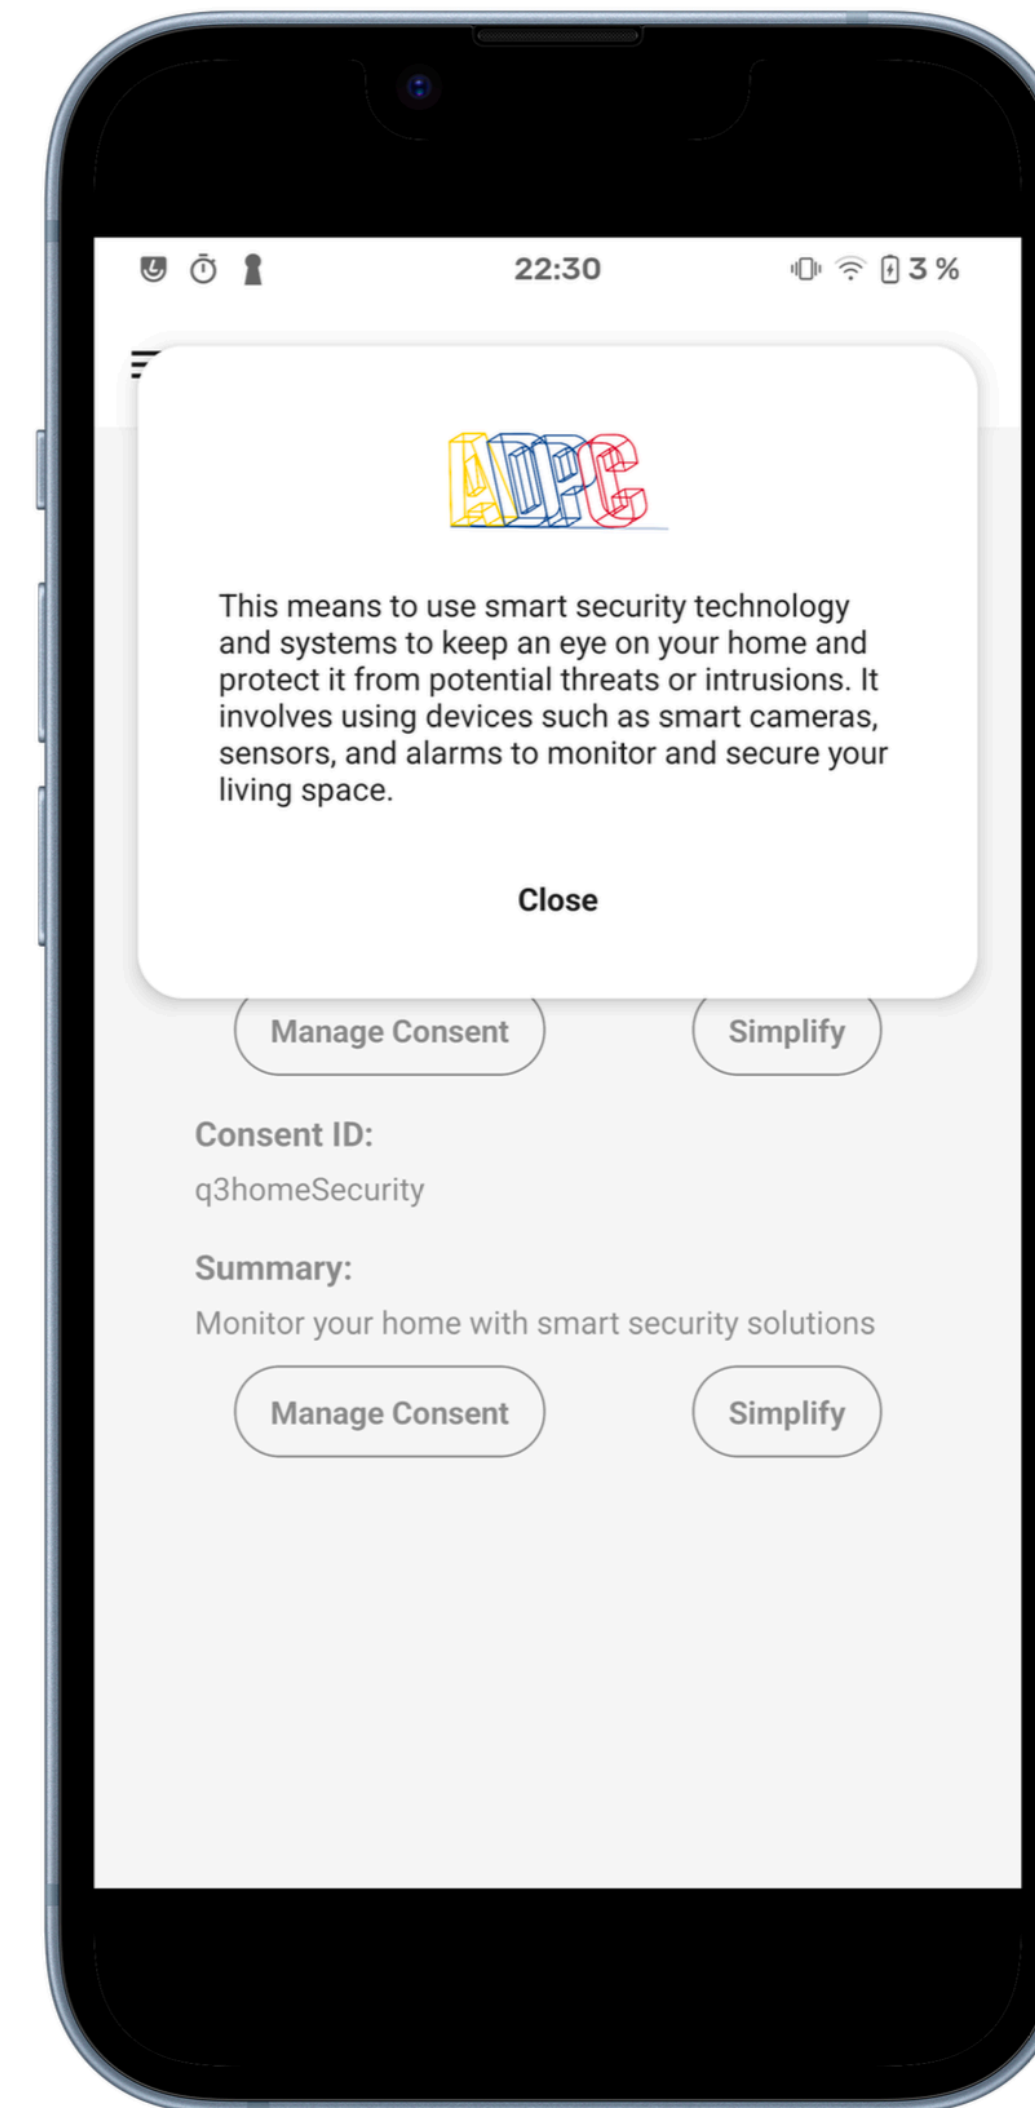 22:30
3 %
ADPC
This means to use smart security technology
and systems to keep an eye on your home and
protect it from potential threats or intrusions. It
involves using devices such as smart cameras,
sensors, and alarms to monitor and secure your
living space.
Close
Manage Consent
Simplify
Consent ID:
q3homeSecurity
Summary:
Monitor your home with smart security solutions
Manage Consent
Simplify